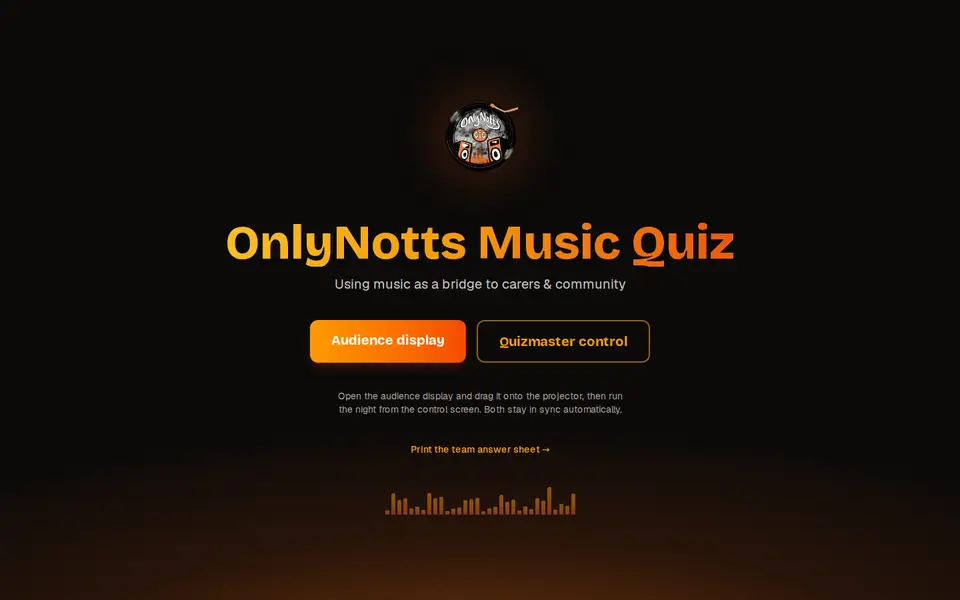 OnlyNotts
OnlyNotts Music Quiz
Using music as a bridge to carers & community
Audience display
Quizmaster control
Open the audience display and drag it onto the projector, then run
the night from the control screen. Both stay in sync automatically.
Print the team answer sheet →